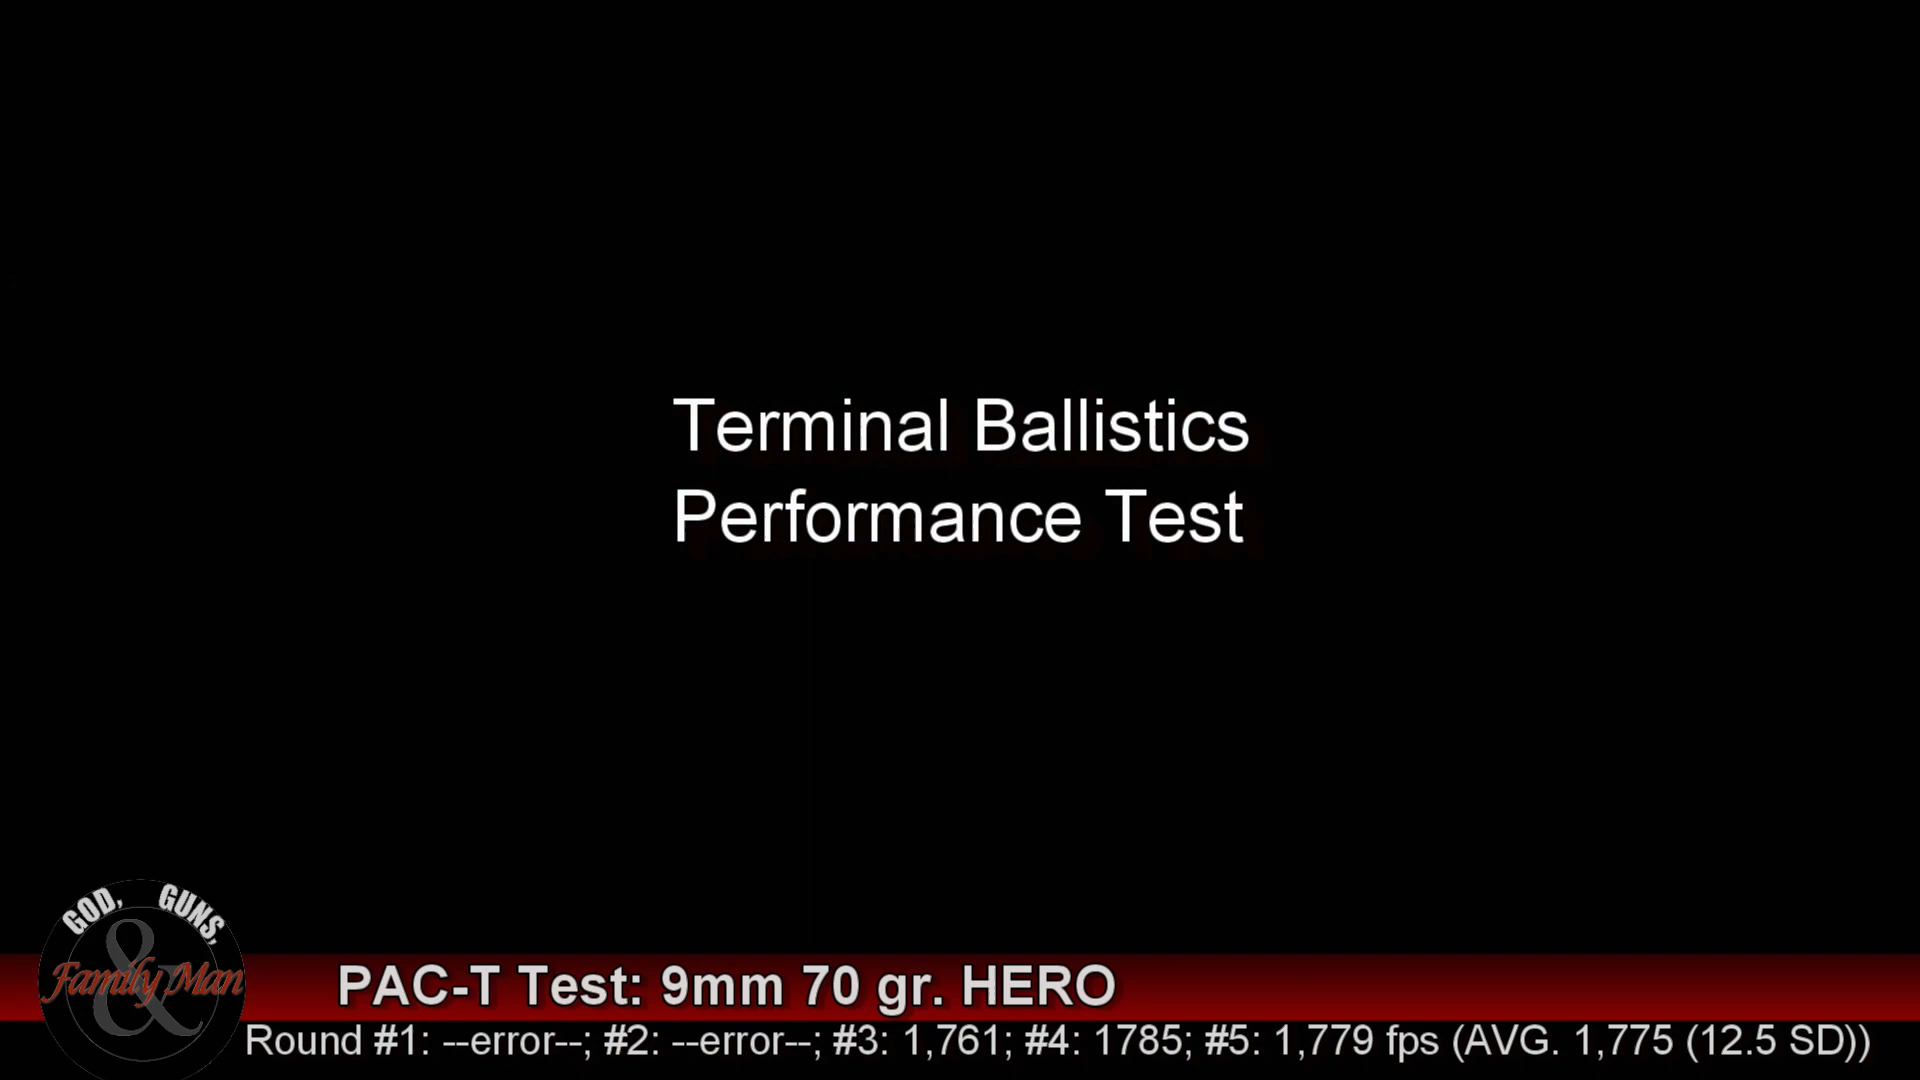 Terminal Ballistics
Performance Test
GOD, GUNS,
&
Family Man
PAC-T Test: 9mm 70 gr. HERO
Round #1: --error--; #2: --error--; #3: 1,761; #4: 1785; #5: 1,779 fps (AVG. 1,775 (12.5 SD))